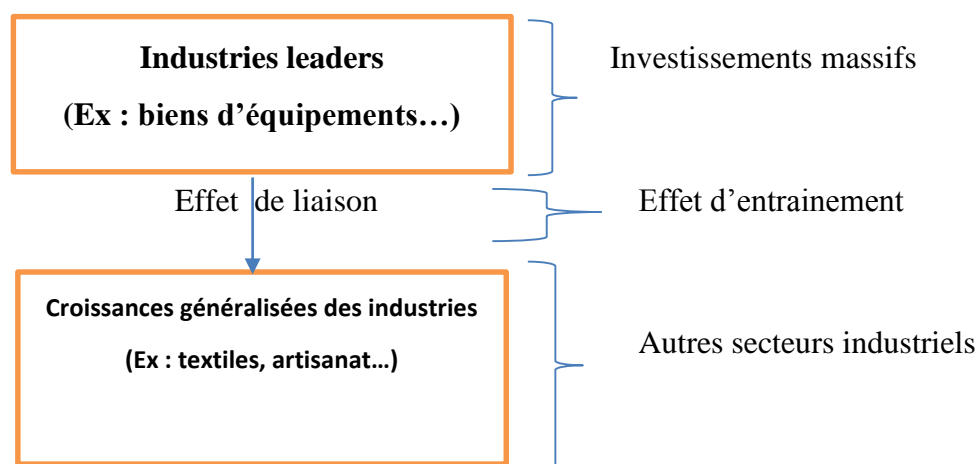 Industries leaders
(Ex : biens d’équipements…)
Investissements massifs
Effet de liaison
Effet d’entrainement
Croissances généralisées des industries
(Ex : textiles, artisanat…)
Autres secteurs industriels